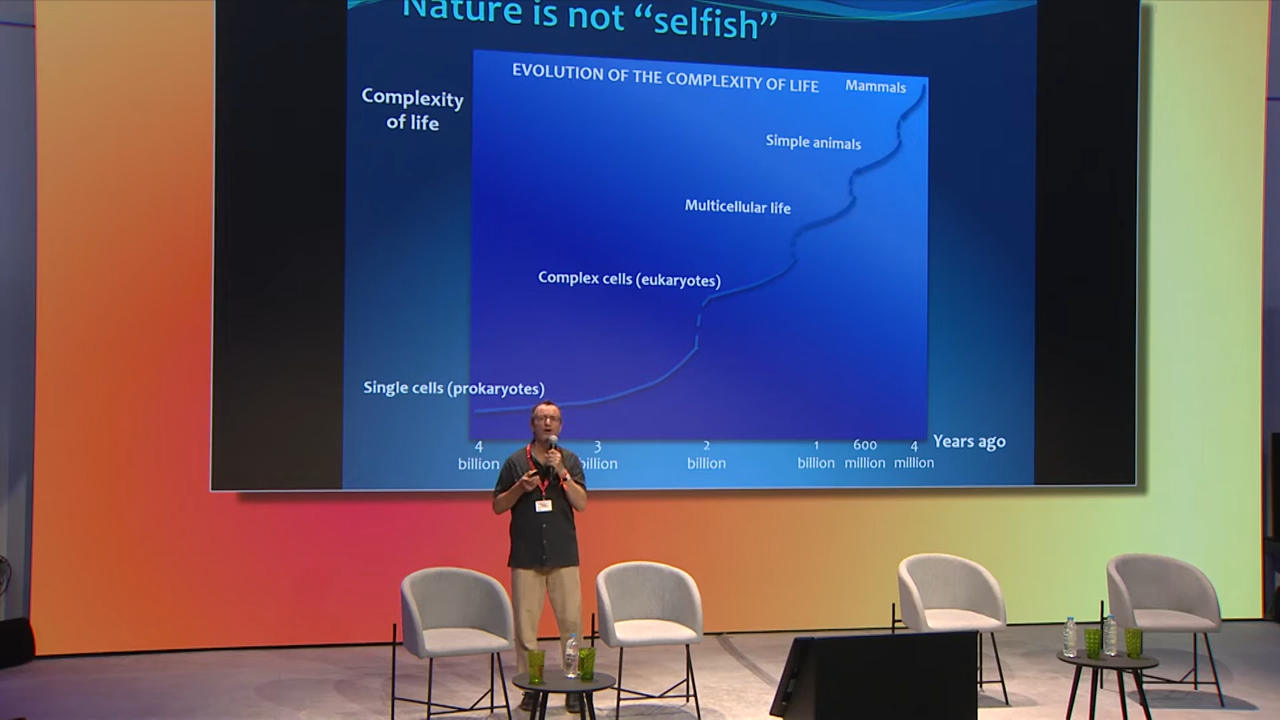 Nature is not “selfish”
EVOLUTION OF THE COMPLEXITY OF LIFE
Mammals
Complexity
of life
Simple animals
Multicellular life
Complex cells (eukaryotes)
Single cells (prokaryotes)
4
billion
3
billion
2
billion
1
billion
600
million
4
million
Years ago